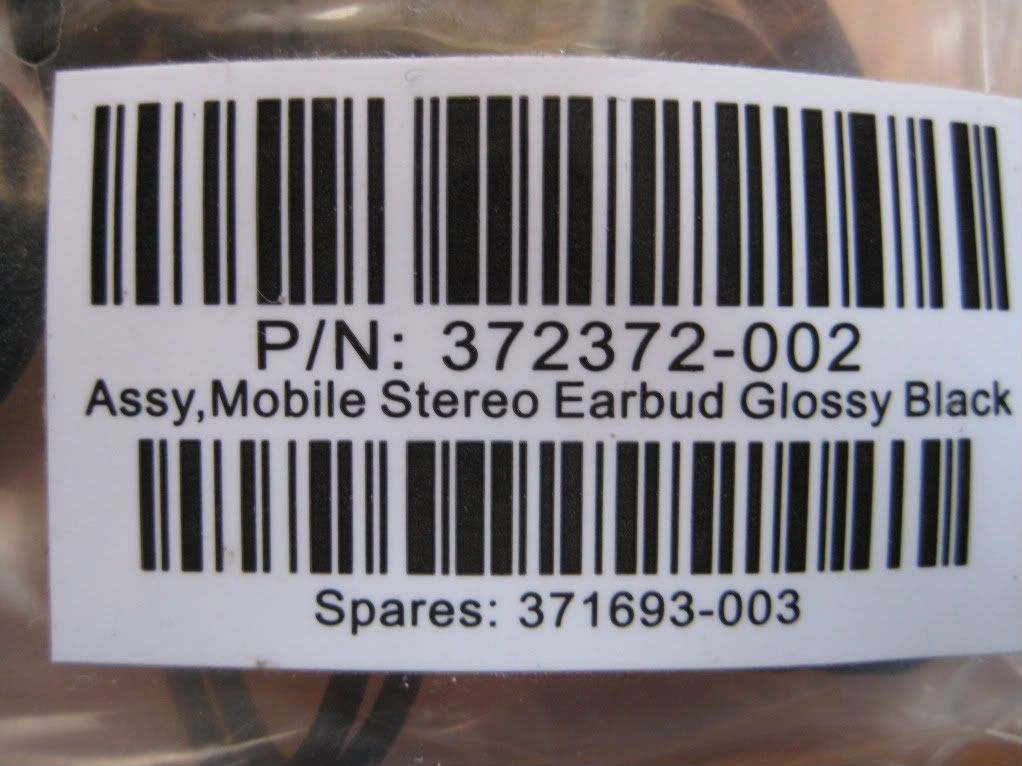 P/N: 372372-002
Assy,Mobile Stereo Earbud Glossy Black
Spares: 371693-003